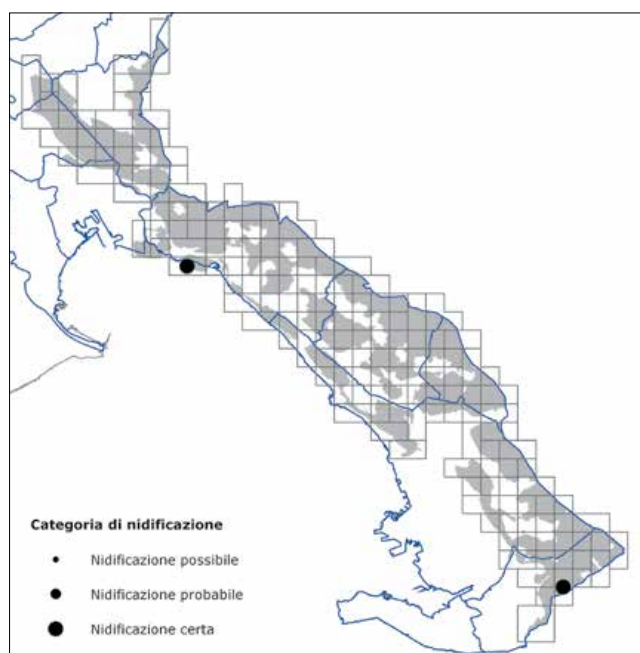 Categoria di nidificazione
Nidificazione possibile
Nidificazione probabile
Nidificazione certa